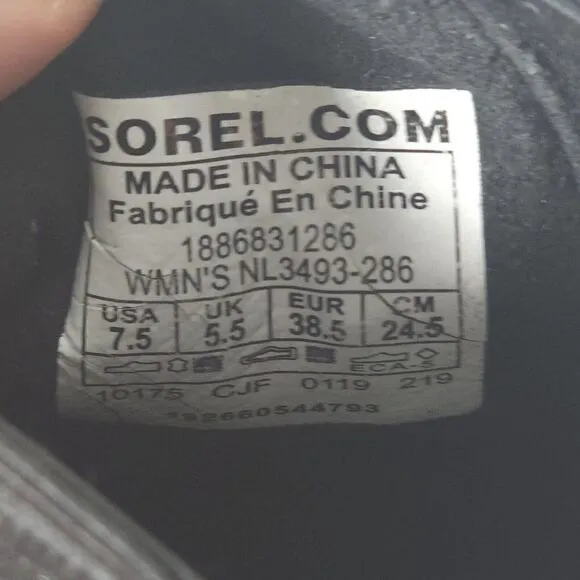 SOREL.COM
MADE IN CHINA
Fabriqué En Chine
1886831286
WMN'S NL3493-286
USA UK EUR CM
7.5 5.5 38.5 24.5
ECA-5
10175 CJF 0119 219
192660544793